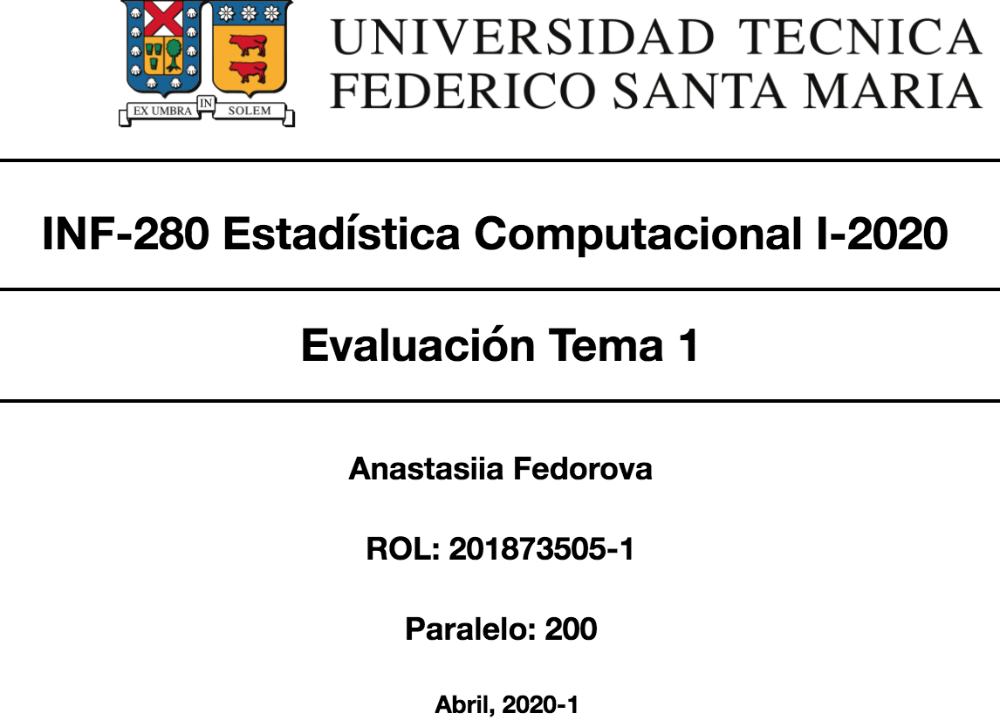 UNIVERSIDAD TECNICA
FEDERICO SANTA MARIA
EX UMBRA IN SOLEM
INF-280 Estadística Computacional I-2020
Evaluación Tema 1
Anastasiia Fedorova
ROL: 201873505-1
Paralelo: 200
Abril, 2020-1